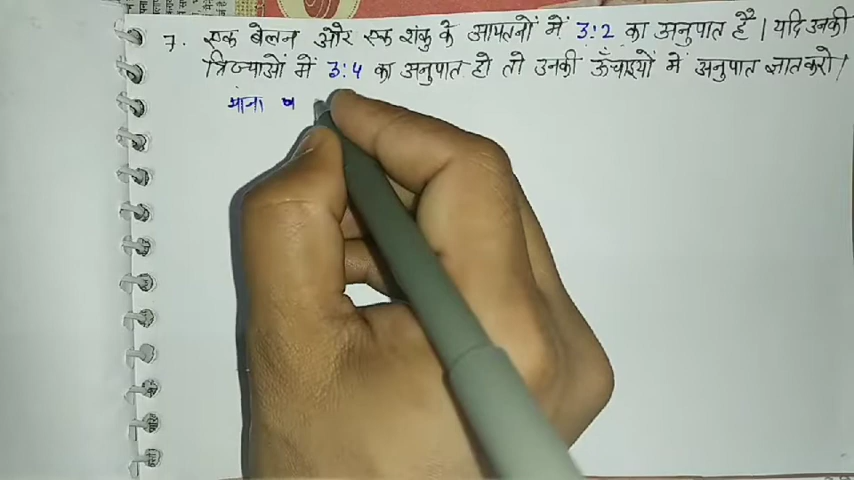 7. एक बेलन और एक शंकु के आयतनों में 3:2 का अनुपात है। यदि उनकी
त्रिज्याओं में 3:4 का अनुपात हो तो उनकी ऊँचाइयों में अनुपात ज्ञात करो।
माना